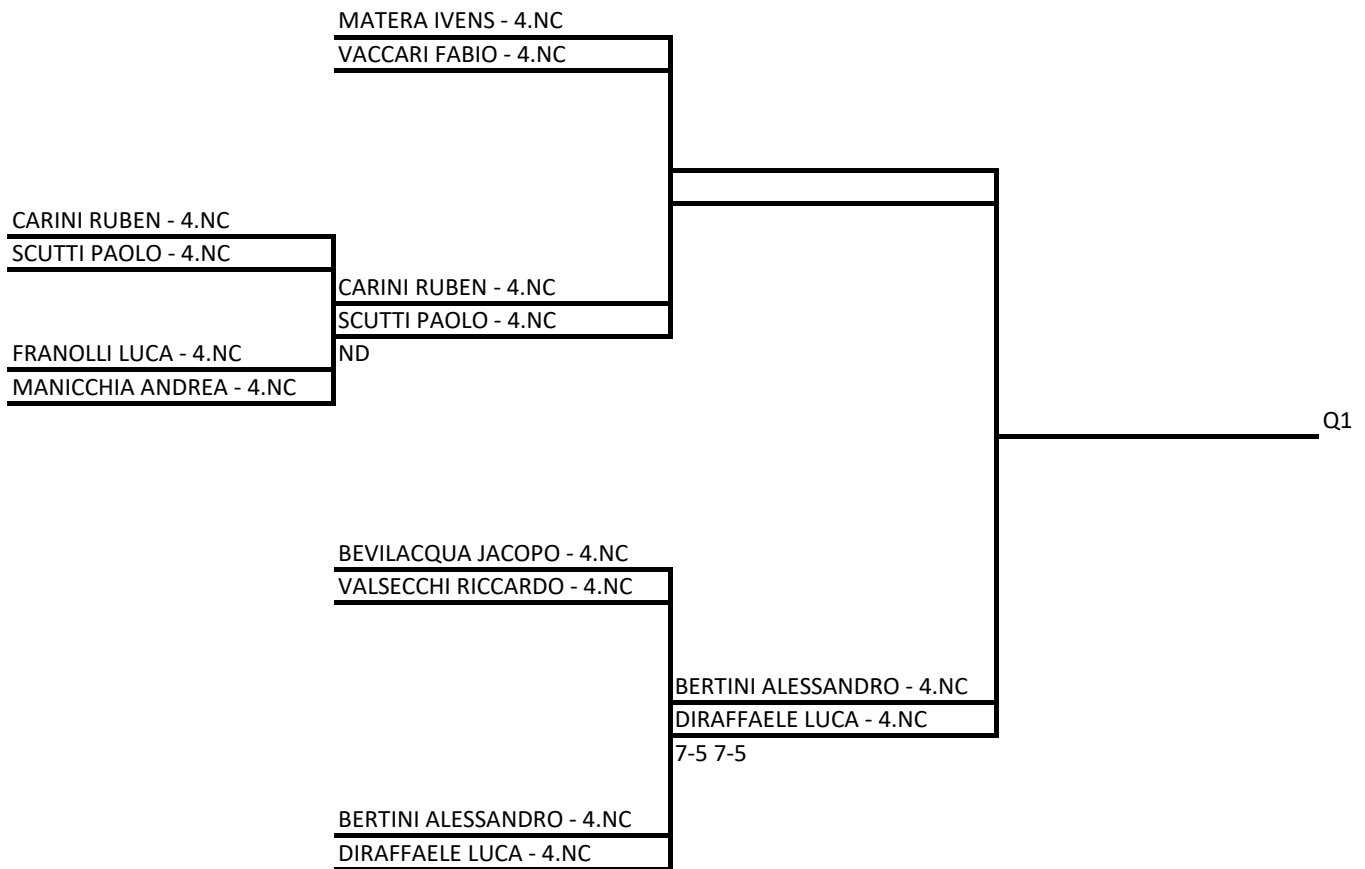 MATERA IVENS - 4.NC
VACCARI FABIO - 4.NC
CARINI RUBEN - 4.NC
SCUTTI PAOLO - 4.NC
CARINI RUBEN - 4.NC
SCUTTI PAOLO - 4.NC
FRANOLLI LUCA - 4.NC
ND
MANICCHIA ANDREA - 4.NC
Q1
BEVILACQUA JACOPO - 4.NC
VALSECCHI RICCARDO - 4.NC
BERTINI ALESSANDRO - 4.NC
DIRAFFAELE LUCA - 4.NC
7-5 7-5
BERTINI ALESSANDRO - 4.NC
DIRAFFAELE LUCA - 4.NC